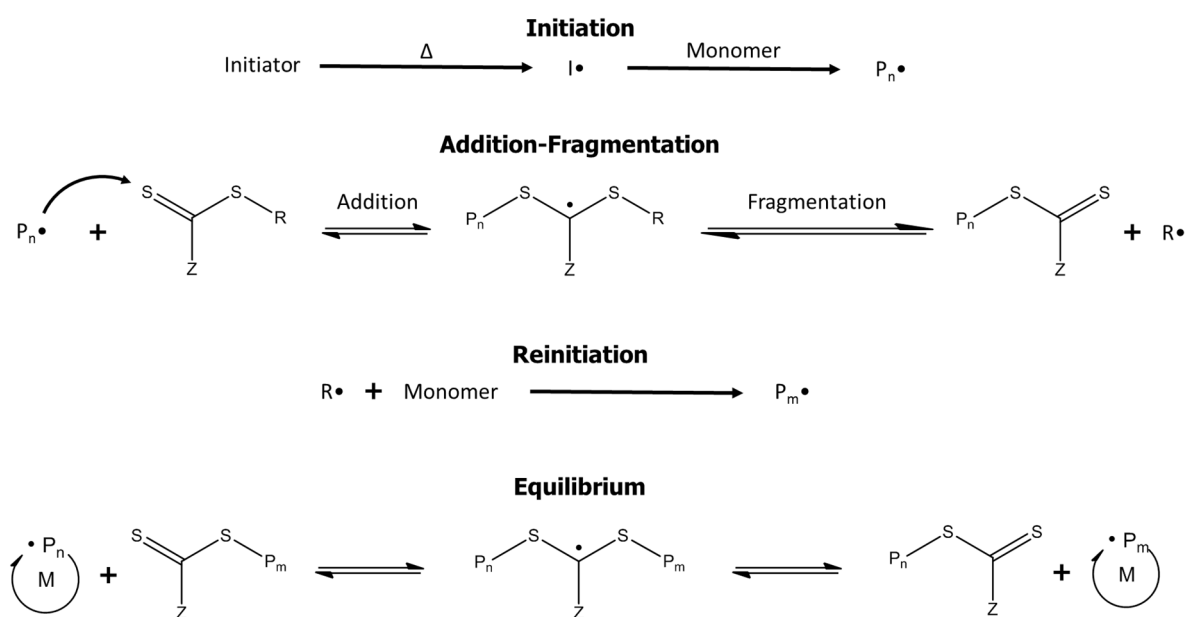 Initiation
Initiator Δ I• Monomer Pn•
Addition-Fragmentation
Pn• + S S R Z Addition Pn S • S R Z Fragmentation Pn S S Z + R•
Reinitiation
R• + Monomer Pm•
Equilibrium
• Pn M + S S Pm Z Pn S • S Pm Z Pn S S Z + • Pm M